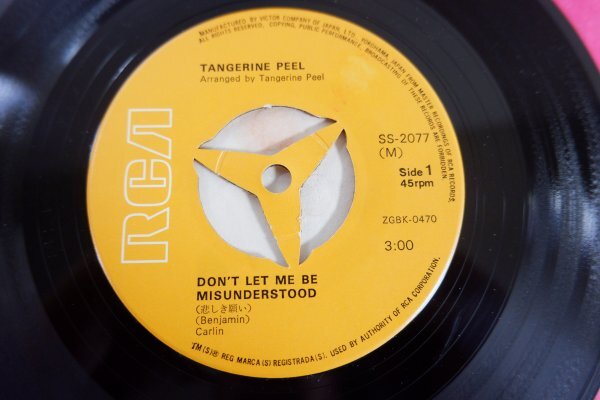 MANUFACTURED BY VICTOR COMPANY OF JAPAN, LTD., YOKOHAMA, JAPAN FROM MASTER RECORDINGS OF RCA RECORDS.
ALL RIGHTS RESERVED. COPYING, PUBLIC PERFORMANCE, BROADCASTING OF THESE RECORDS ARE FORBIDDEN.
TANGERINE PEEL
Arranged by Tangerine Peel
RCA
SS-2077
(M)
Side 1
45rpm
ZGBK-0470
3:00
DON'T LET ME BE
MISUNDERSTOOD
(悲しき願い)
(Benjamin)
Carlin
TM(S)® REG MARCA(S) REGISTRADA(S). USED BY AUTHORITY OF RCA CORPORATION.